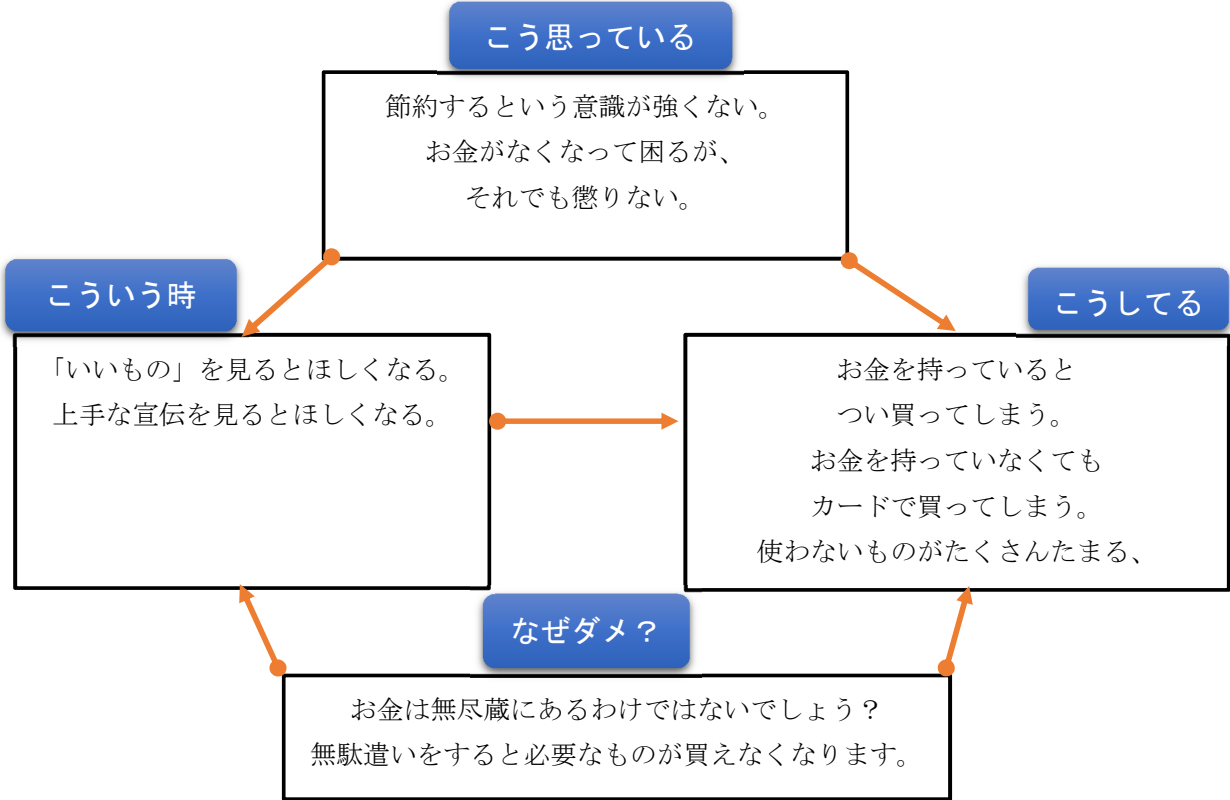 こう思っている
節約するという意識が強くない。
お金がなくなって困るが、
それでも懲りない。
こういう時
「いいもの」を見るとほしくなる。
上手な宣伝を見るとほしくなる。
こうしてる
お金を持っていると
つい買ってしまう。
お金を持っていなくても
カードで買ってしまう。
使わないものがたくさんたまる、
なぜダメ？
お金は無尽蔵にあるわけではないでしょう？
無駄遣いをすると必要なものが買えなくなります。